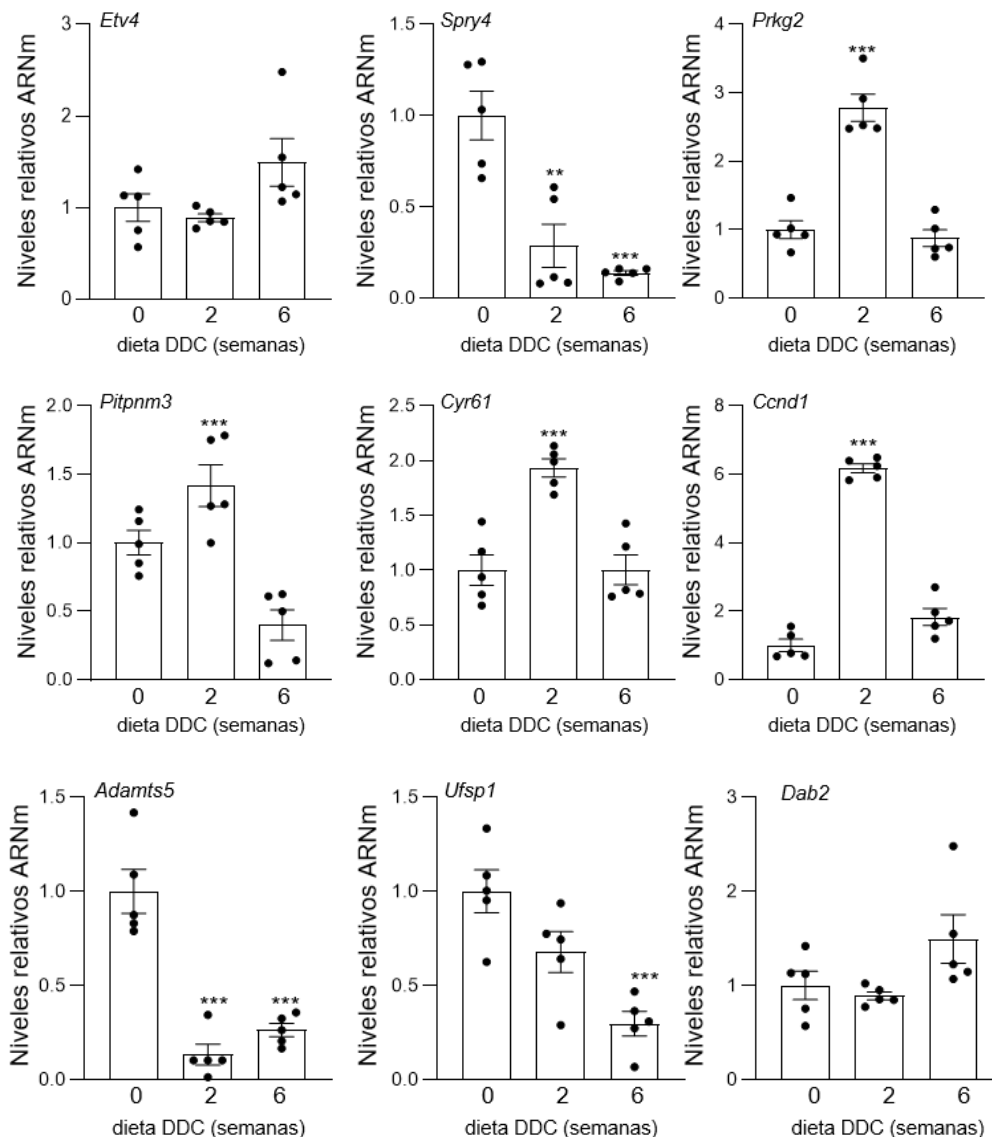 Etv4
Niveles relativos ARNm
3
2
1
0
0 2 6
dieta DDC (semanas)
Spry4
Niveles relativos ARNm
1.5
1.0
0.5
0.0
**
***
0 2 6
dieta DDC (semanas)
Prkg2
Niveles relativos ARNm
4
3
2
1
0
***
0 2 6
dieta DDC (semanas)
Pitpnm3
Niveles relativos ARNm
2.0
1.5
1.0
0.5
0.0
***
0 2 6
dieta DDC (semanas)
Cyr61
Niveles relativos ARNm
2.5
2.0
1.5
1.0
0.5
0.0
***
0 2 6
dieta DDC (semanas)
Ccnd1
Niveles relativos ARNm
8
6
4
2
0
***
0 2 6
dieta DDC (semanas)
Adamts5
Niveles relativos ARNm
1.5
1.0
0.5
0.0
*** ***
0 2 6
dieta DDC (semanas)
Ufsp1
Niveles relativos ARNm
1.5
1.0
0.5
0.0
***
0 2 6
dieta DDC (semanas)
Dab2
Niveles relativos ARNm
3
2
1
0
0 2 6
dieta DDC (semanas)